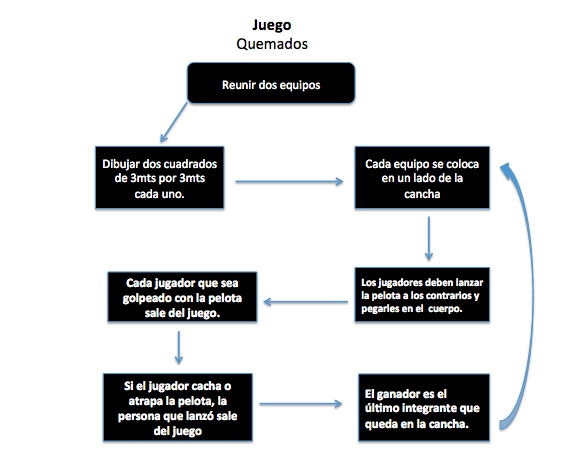 Juego
Quemados
Reunir dos equipos
Dibujar dos cuadrados
de 3mts por 3mts
cada uno.
Cada equipo se coloca
en un lado de la
cancha
Los jugadores deben lanzar
la pelota a los contrarios y
pegarles en el cuerpo.
Cada jugador que sea
golpeado con la pelota
sale del juego.
Si el jugador cacha o
atrapa la pelota, la
persona que lanzó sale
del juego
El ganador es el
último integrante que
queda en la cancha.